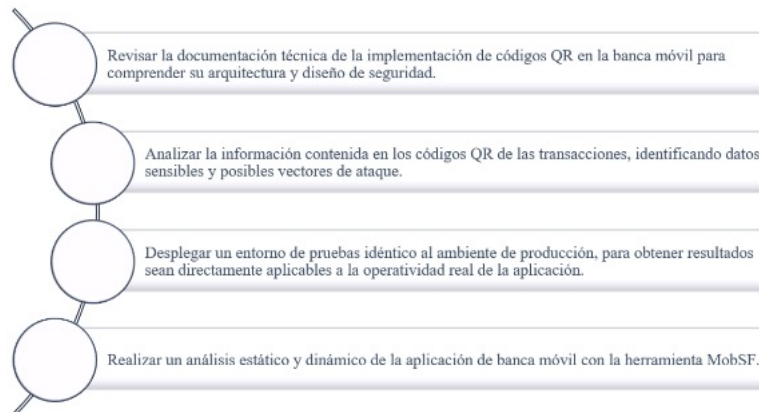 Revisar la documentación técnica de la implementación de códigos QR en la banca móvil para
comprender su arquitectura y diseño de seguridad.
Analizar la información contenida en los códigos QR de las transacciones, identificando datos
sensibles y posibles vectores de ataque.
Desplegar un entorno de pruebas idéntico al ambiente de producción, para obtener resultados
sean directamente aplicables a la operatividad real de la aplicación.
Realizar un análisis estático y dinámico de la aplicación de banca móvil con la herramienta MobSF.